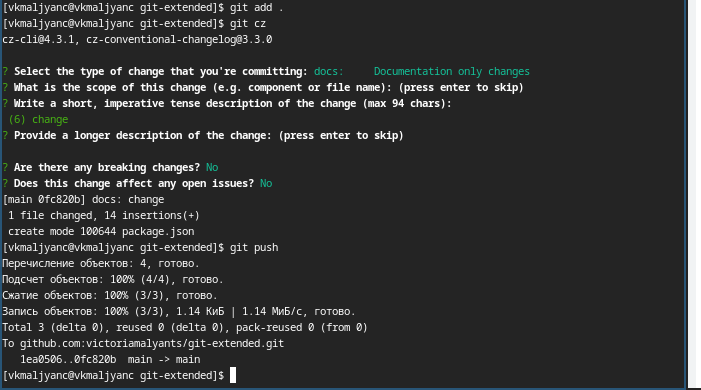 [vkmaljyanc@vkmaljyanc git-extended]$ git add .
[vkmaljyanc@vkmaljyanc git-extended]$ git cz
cz-cli@4.3.1, cz-conventional-changelog@3.3.0
? Select the type of change that you're committing: docs:     Documentation only changes
? What is the scope of this change (e.g. component or file name): (press enter to skip)
? Write a short, imperative tense description of the change (max 94 chars):
 (6) change
? Provide a longer description of the change: (press enter to skip)
? Are there any breaking changes? No
? Does this change affect any open issues? No
[main 0fc820b] docs: change
 1 file changed, 14 insertions(+)
 create mode 100644 package.json
[vkmaljyanc@vkmaljyanc git-extended]$ git push
Перечисление объектов: 4, готово.
Подсчет объектов: 100% (4/4), готово.
Сжатие объектов: 100% (3/3), готово.
Запись объектов: 100% (3/3), 1.14 КиБ | 1.14 МиБ/с, готово.
Total 3 (delta 0), reused 0 (delta 0), pack-reused 0 (from 0)
To github.com:victoriamalyants/git-extended.git
   1ea0506..0fc820b  main -> main
[vkmaljyanc@vkmaljyanc git-extended]$